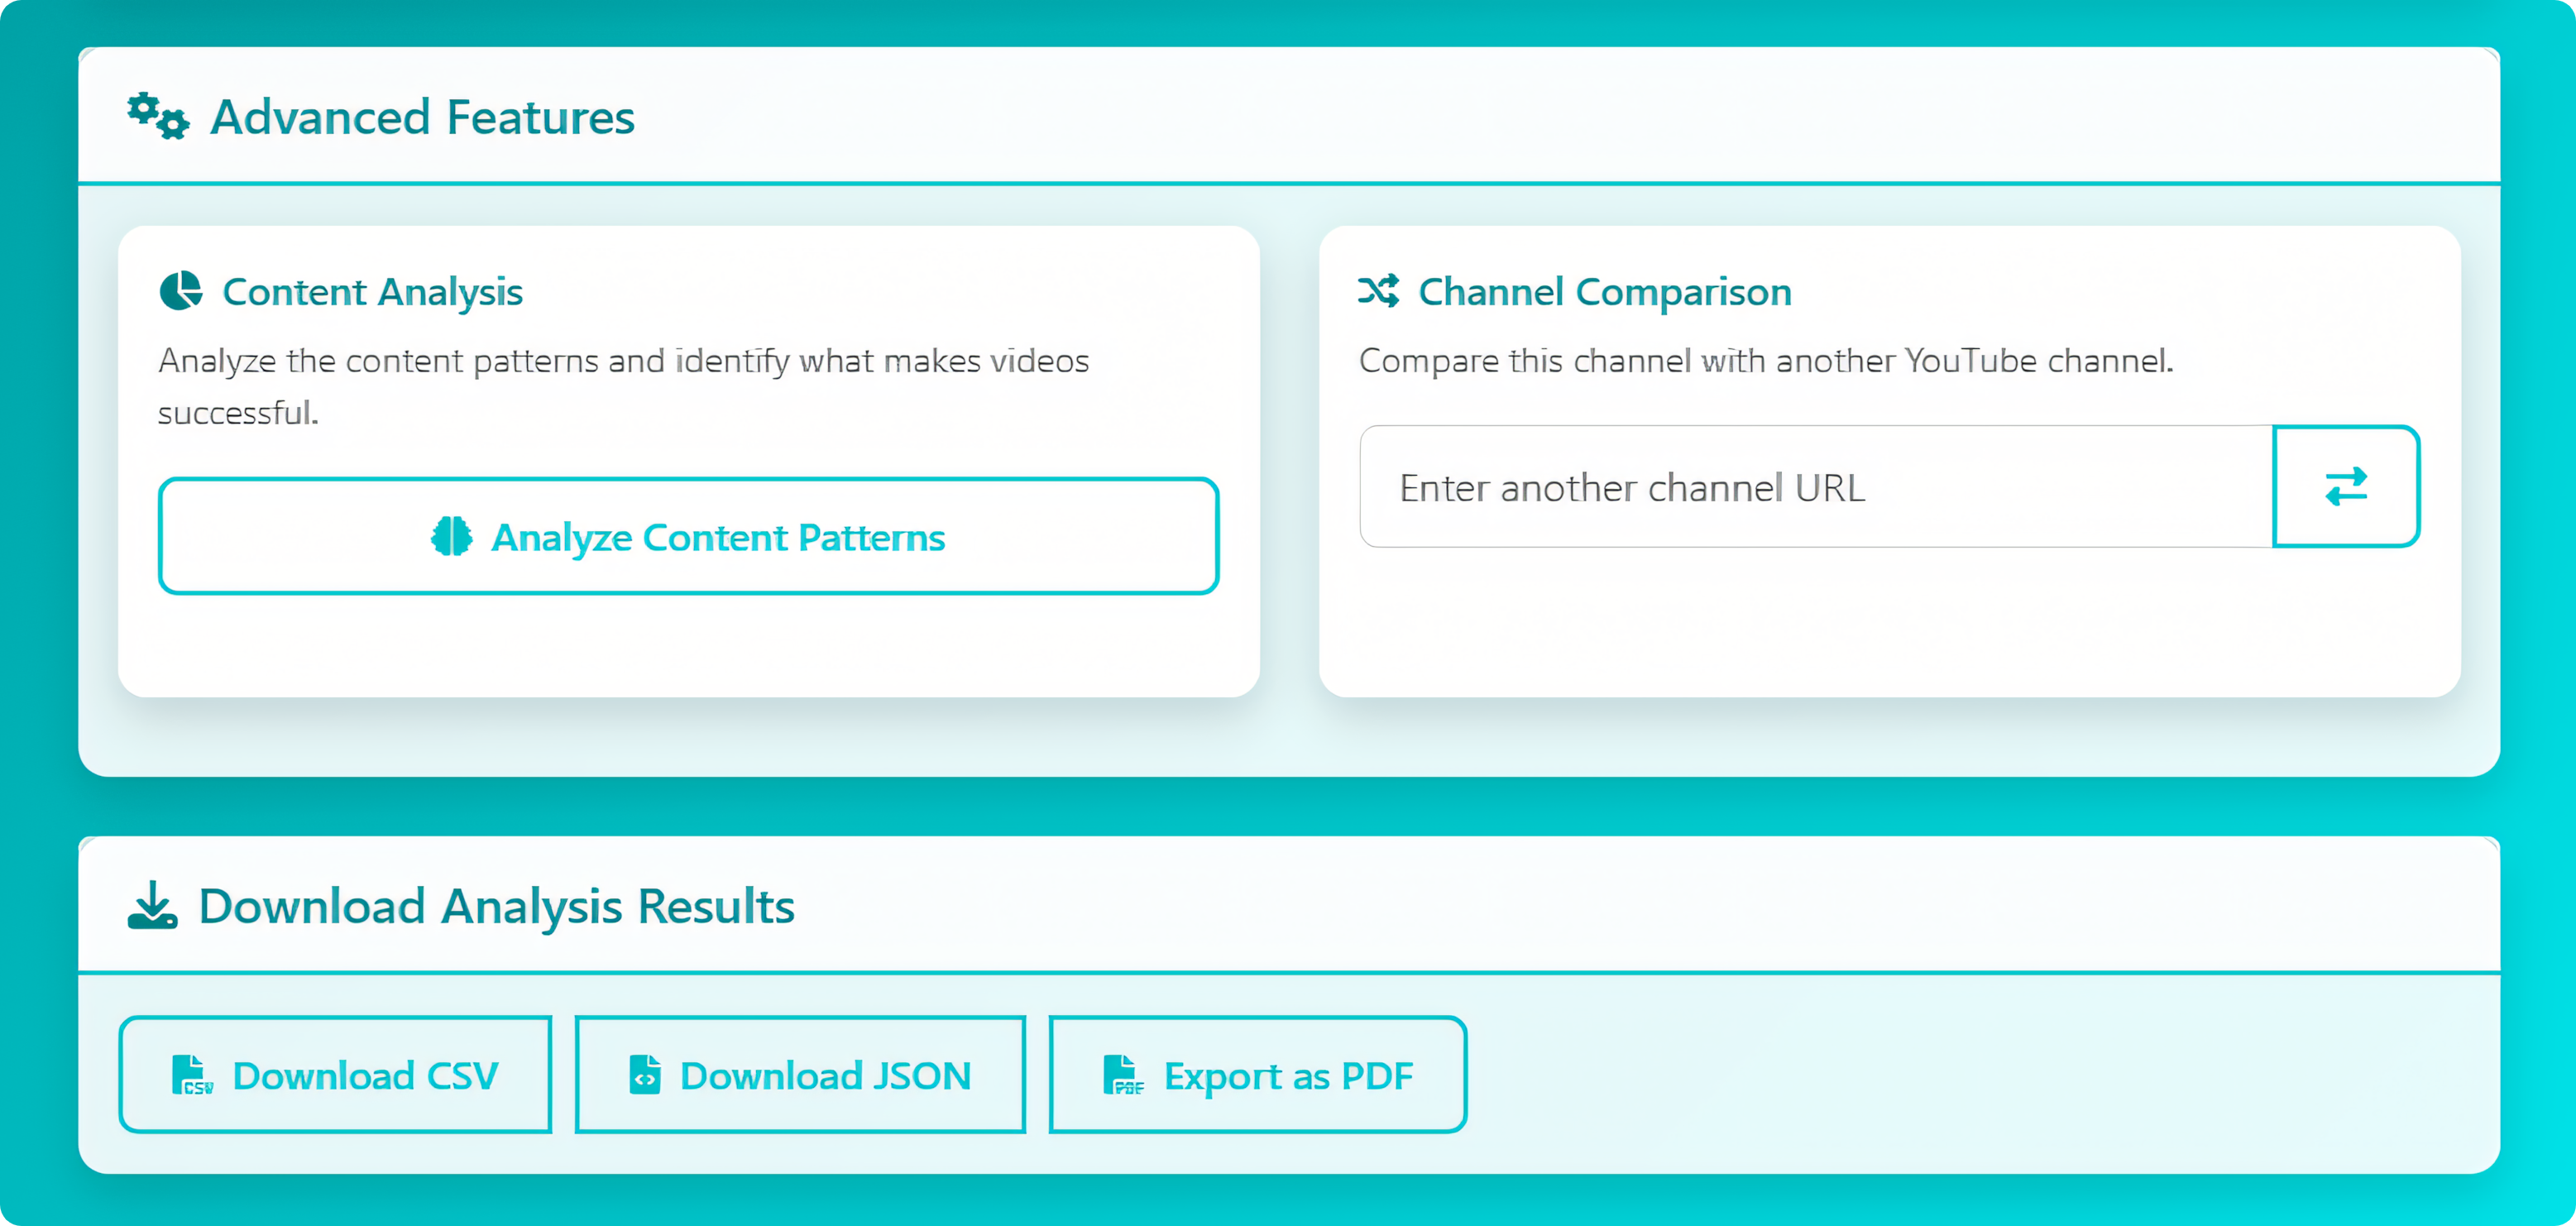 Advanced Features
Content Analysis
Analyze the content patterns and identify what makes videos
successful.
Analyze Content Patterns
Channel Comparison
Compare this channel with another YouTube channel.
Enter another channel URL
Download Analysis Results
CSV Download CSV
Download JSON
PDF Export as PDF